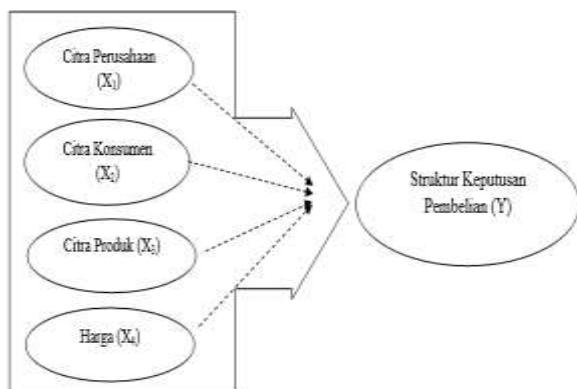 Citra Perusahaan
(X₁)
Citra Konsumen
(X₂)
Citra Produk (X₃)
Harga (X₄)
Struktur Keputusan
Pembelian (Y)